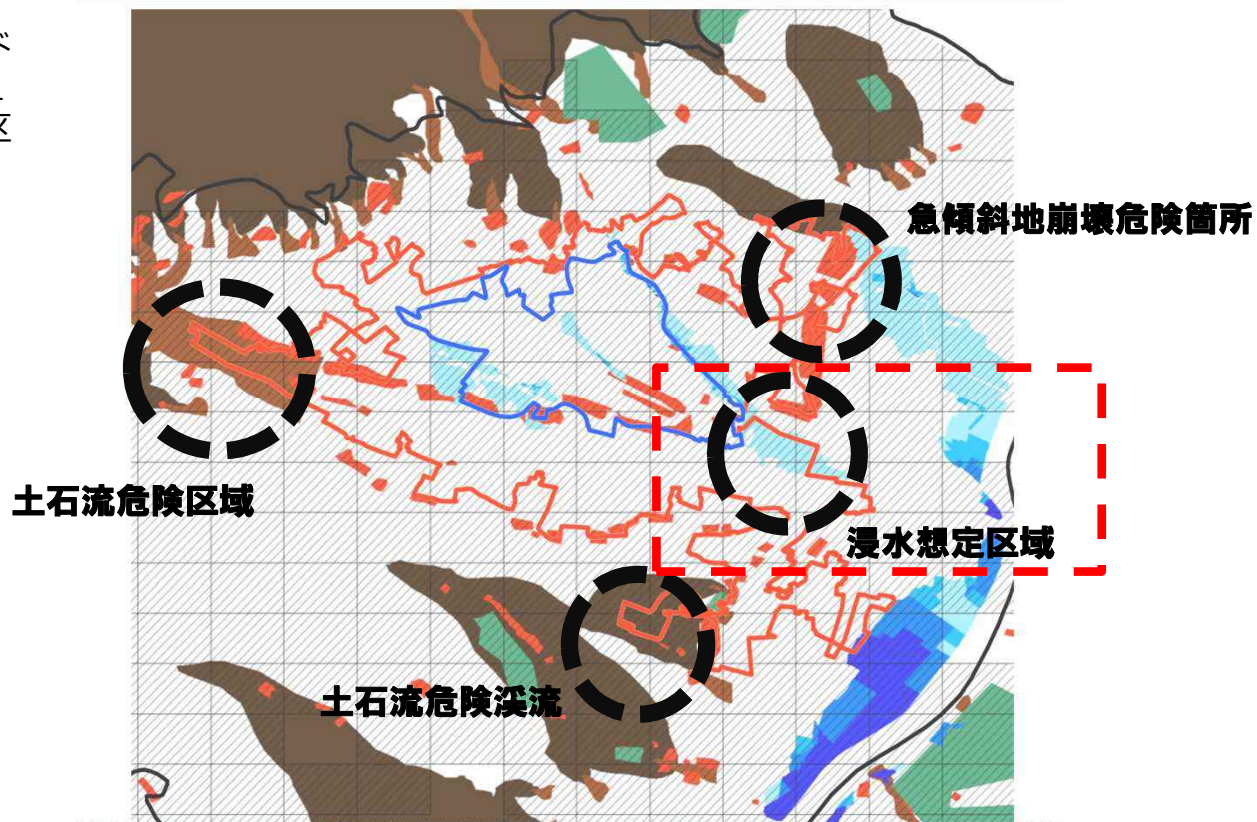 区
急傾斜地崩壊危険箇所
土石流危険区域
浸水想定区域
土石流危険渓流